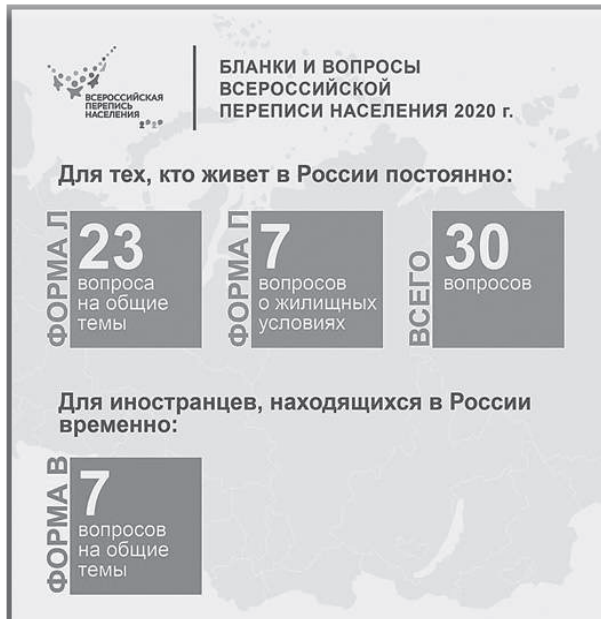 ВСЕРОССИЙСКАЯ
ПЕРЕПИСЬ
НАСЕЛЕНИЯ
2020
БЛАНКИ И ВОПРОСЫ
ВСЕРОССИЙСКОЙ
ПЕРЕПИСИ НАСЕЛЕНИЯ 2020 г.
Для тех, кто живет в России постоянно:
ФОРМА Л
23
вопроса
на общие
темы
ФОРМА П
7
вопросов
о жилищных
условиях
ВСЕГО
30
вопросов
Для иностранцев, находящихся в России
временно:
ФОРМА В
7
вопросов
на общие
темы